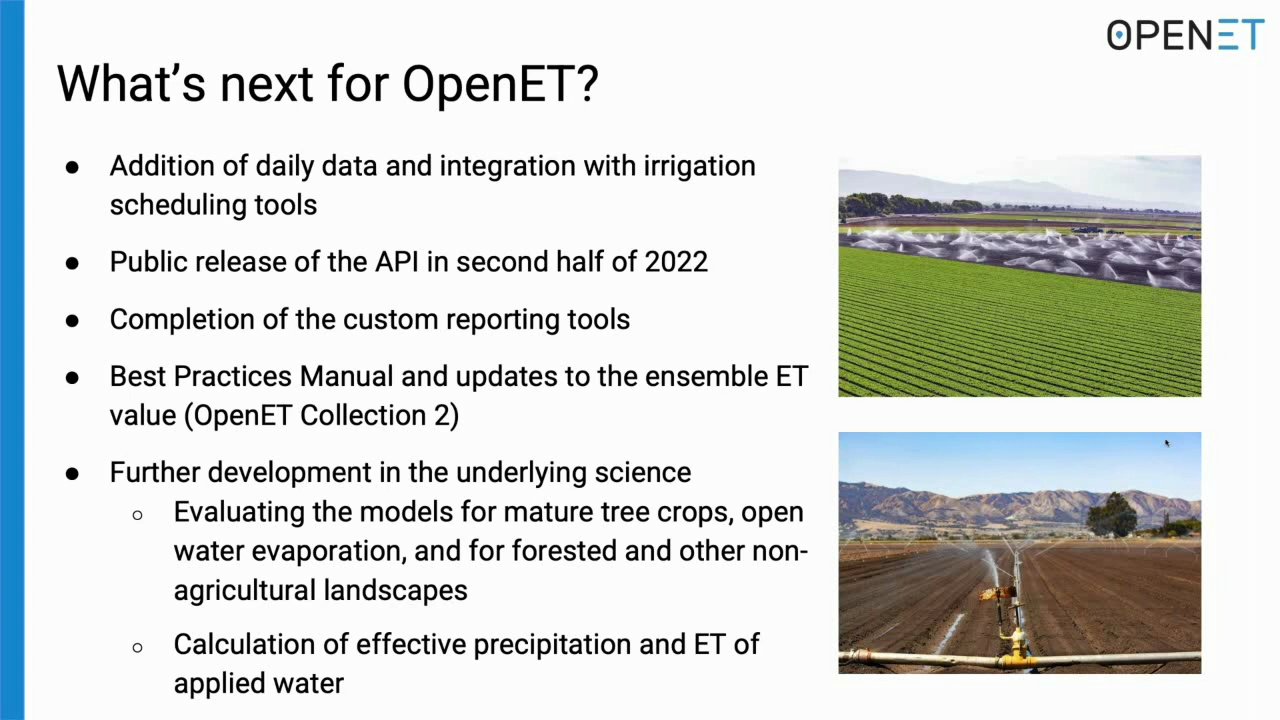 OPENET
What’s next for OpenET?
● Addition of daily data and integration with irrigation
scheduling tools
● Public release of the API in second half of 2022
● Completion of the custom reporting tools
● Best Practices Manual and updates to the ensemble ET
value (OpenET Collection 2)
● Further development in the underlying science
○ Evaluating the models for mature tree crops, open
water evaporation, and for forested and other non-
agricultural landscapes
○ Calculation of effective precipitation and ET of
applied water